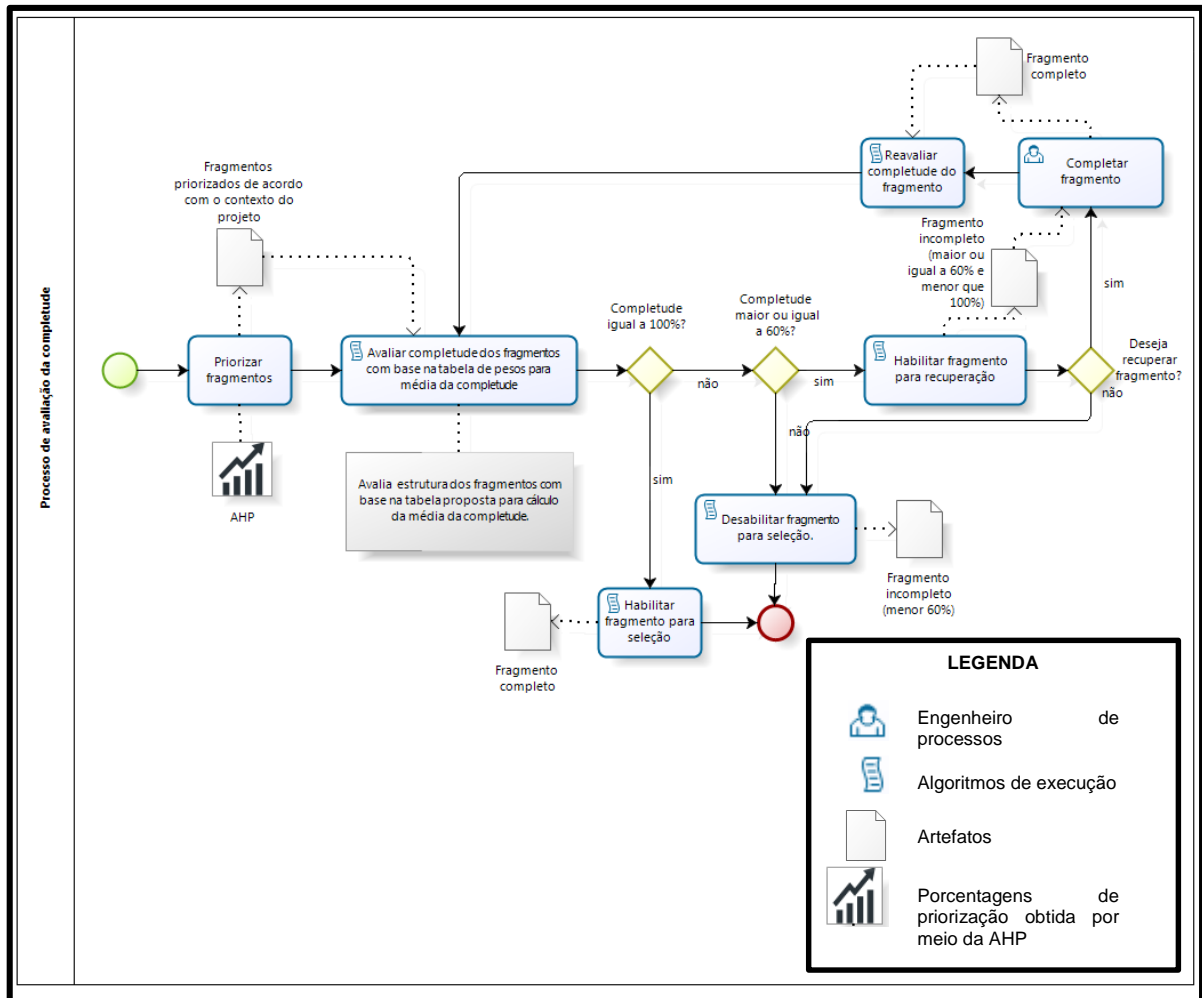 Processo de avaliação da completude
Fragmentos
priorizados de acordo
com o contexto do
projeto
Priorizar
fragmentos
AHP
Avaliar completude dos fragmentos
com base na tabela de pesos para
média da completude
Avalia estrutura dos fragmentos com
base na tabela proposta para cálculo
da média da completude.
Completude
igual a 100%?
não
sim
Habilitar
fragmento para
seleção
Fragmento
completo
Completude
maior ou igual
a 60%?
sim
não
Desabilitar fragmento
para seleção.
Fragmento
incompleto
(menor 60%)
Habilitar fragmento
para recuperação
Fragmento
incompleto
(maior ou
igual a 60% e
menor que
100%)
Deseja
recuperar
fragmento?
não
sim
Completar
fragmento
Fragmento
completo
Reavaliar
completude do
fragmento
LEGENDA
Engenheiro de
processos
Algoritmos de execução
Artefatos
Porcentagens de
priorização obtida por
meio da AHP